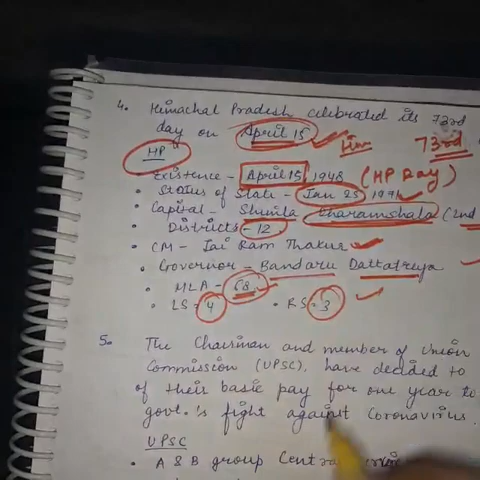 4. Himachal Pradesh celebrated its 73rd
day on April 15
73rd
HP
Existence - April 15, 1948 (HP Day)
• Status of State - Jan 25, 1971
• Capital - Shimla, Dharamshala (2nd
• Districts - 12
• CM - Jai Ram Thakur
• Governor - Bandaru Dattatreya
• MLA - 68
• LS - 4 • RS - 3
5. The Chairman and member of Union
Commission (UPSC), have decided to
of their basic pay for one year to
govt.'s fight against Coronavirus.
UPSC
• A & B group Central